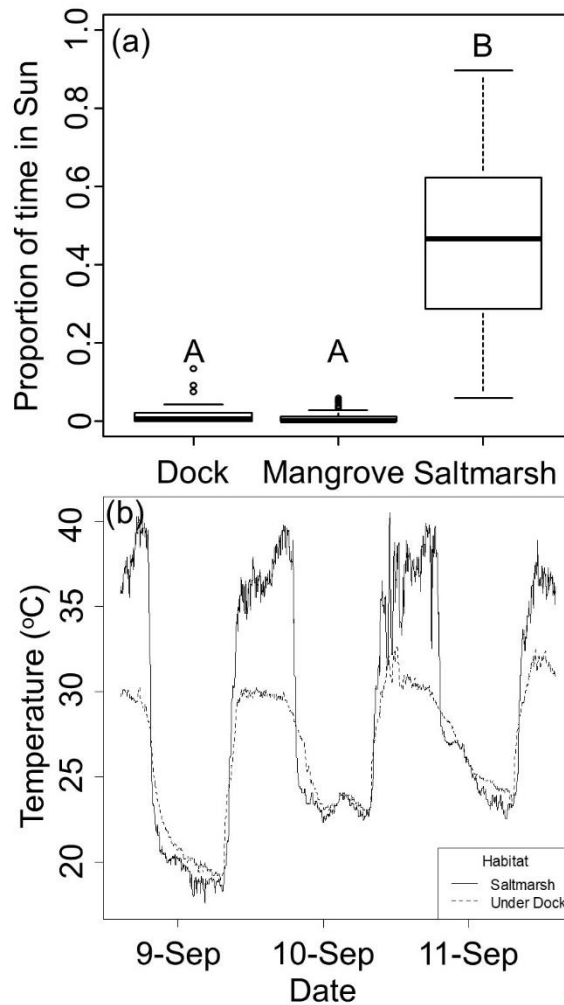 (a)
Proportion of time in Sun
1.0
0.8
0.6
0.4
0.2
0
A
A
B
Dock Mangrove Saltmarsh
(b)
Temperature (ºC)
40
35
30
25
20
Habitat
Saltmarsh
Under Dock
9-Sep 10-Sep 11-Sep
Date